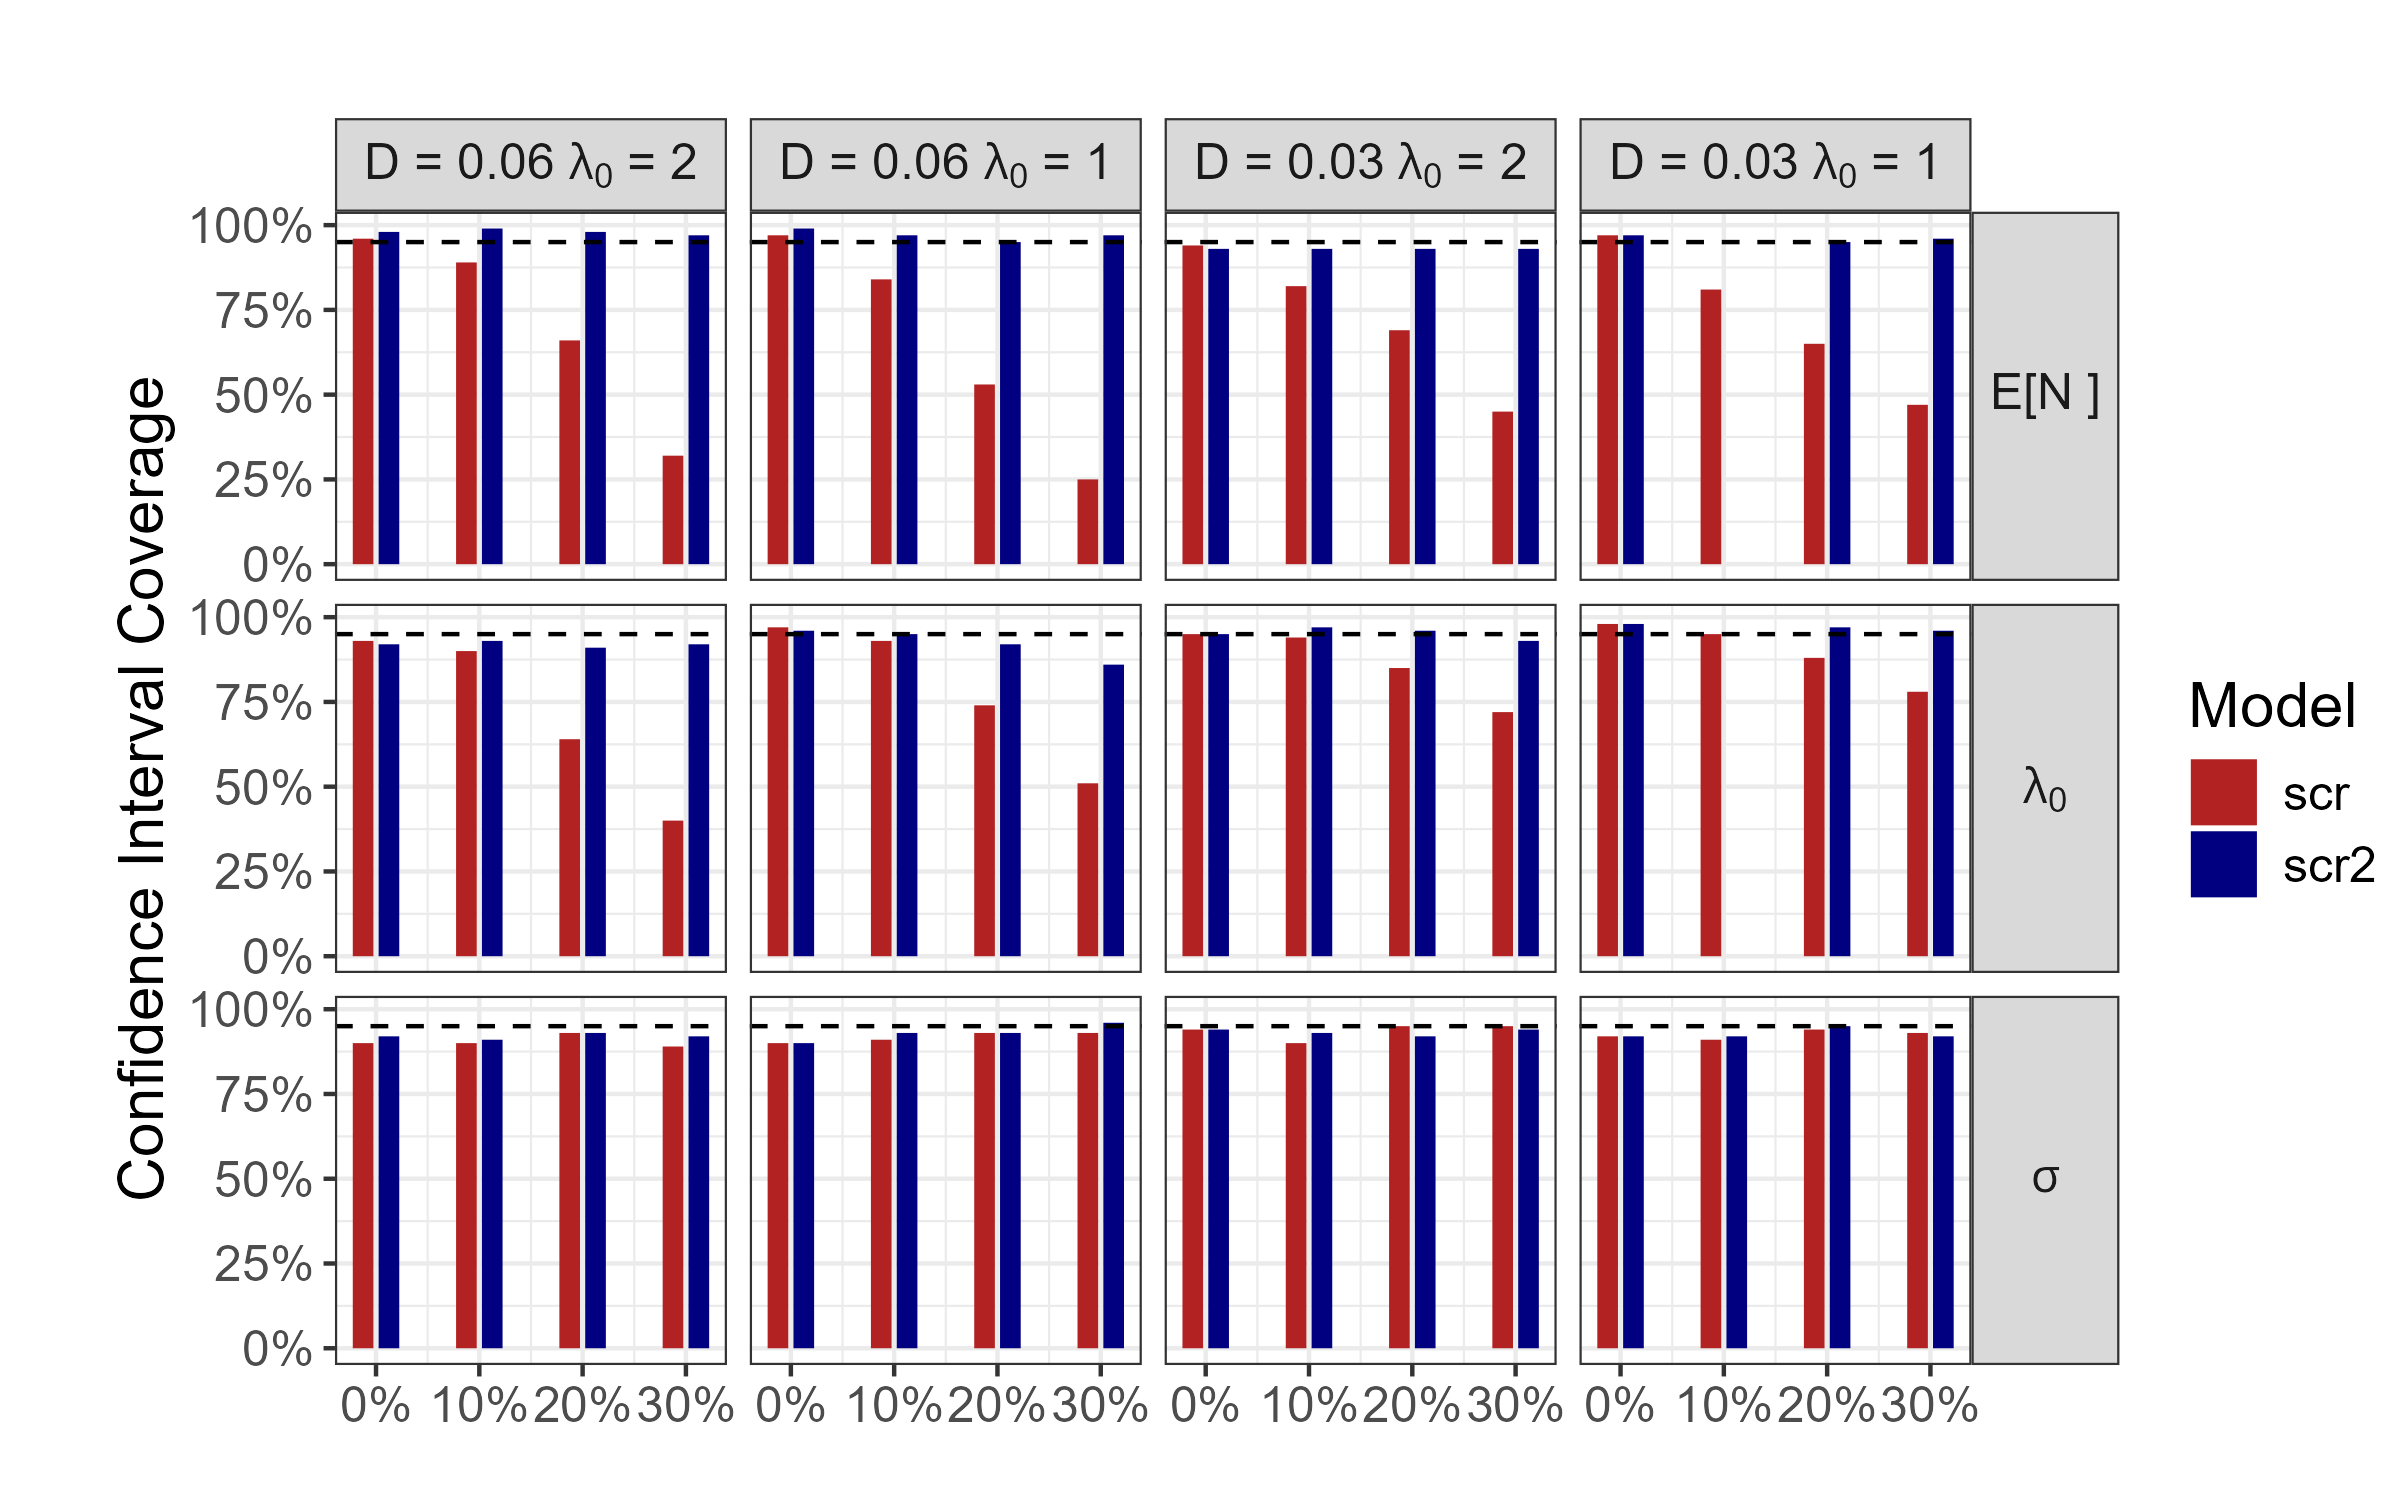 D = 0.06 λ₀ = 2
D = 0.06 λ₀ = 1
D = 0.03 λ₀ = 2
D = 0.03 λ₀ = 1
Confidence Interval Coverage
100%
75%
50%
25%
0%
E[N ]
100%
75%
50%
25%
0%
λ₀
100%
75%
50%
25%
0%
σ
0% 10% 20% 30%
0% 10% 20% 30%
0% 10% 20% 30%
0% 10% 20% 30%
Model
scr
scr2